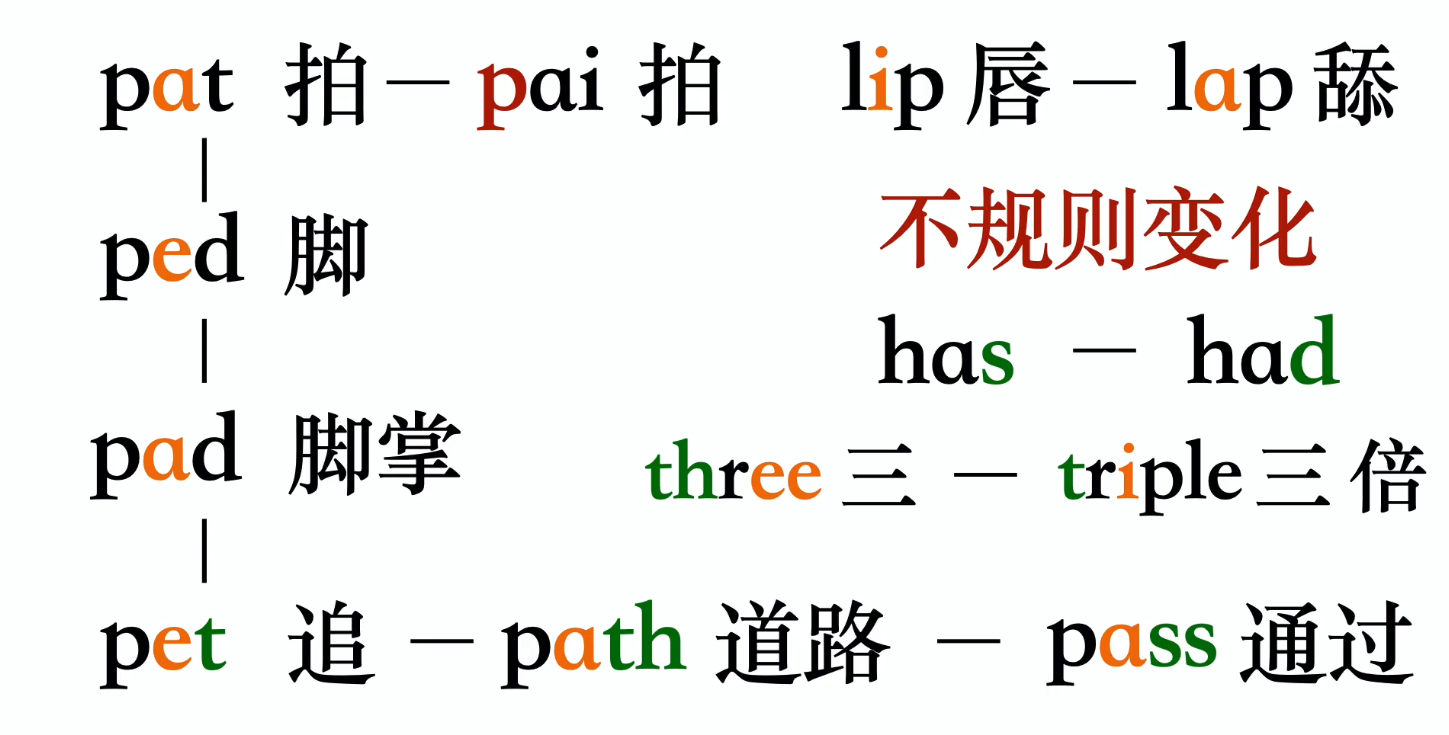 pat 拍 — pai 拍 lip 唇 — lap 舔
ped 脚
不规则变化
has — had
pad 脚掌
three 三 — triple 三倍
pet 追 — path 道路 — pass 通过